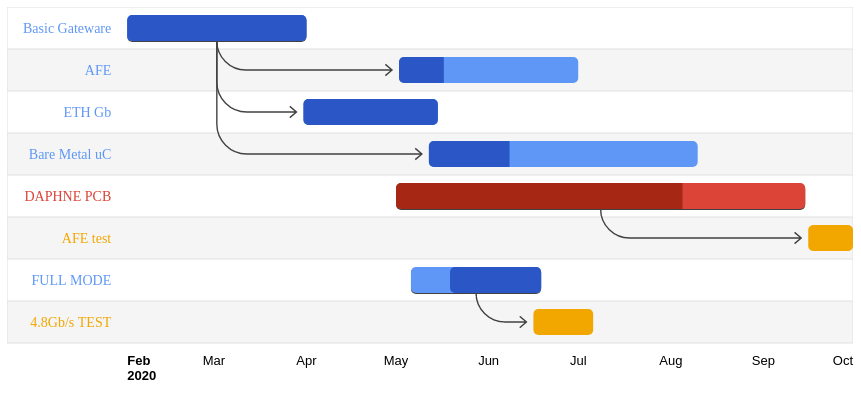 Basic Gateware
AFE
ETH Gb
Bare Metal uC
DAPHNE PCB
AFE test
FULL MODE
4.8Gb/s TEST
Feb Mar Apr May Jun Jul Aug Sep Oct
2020